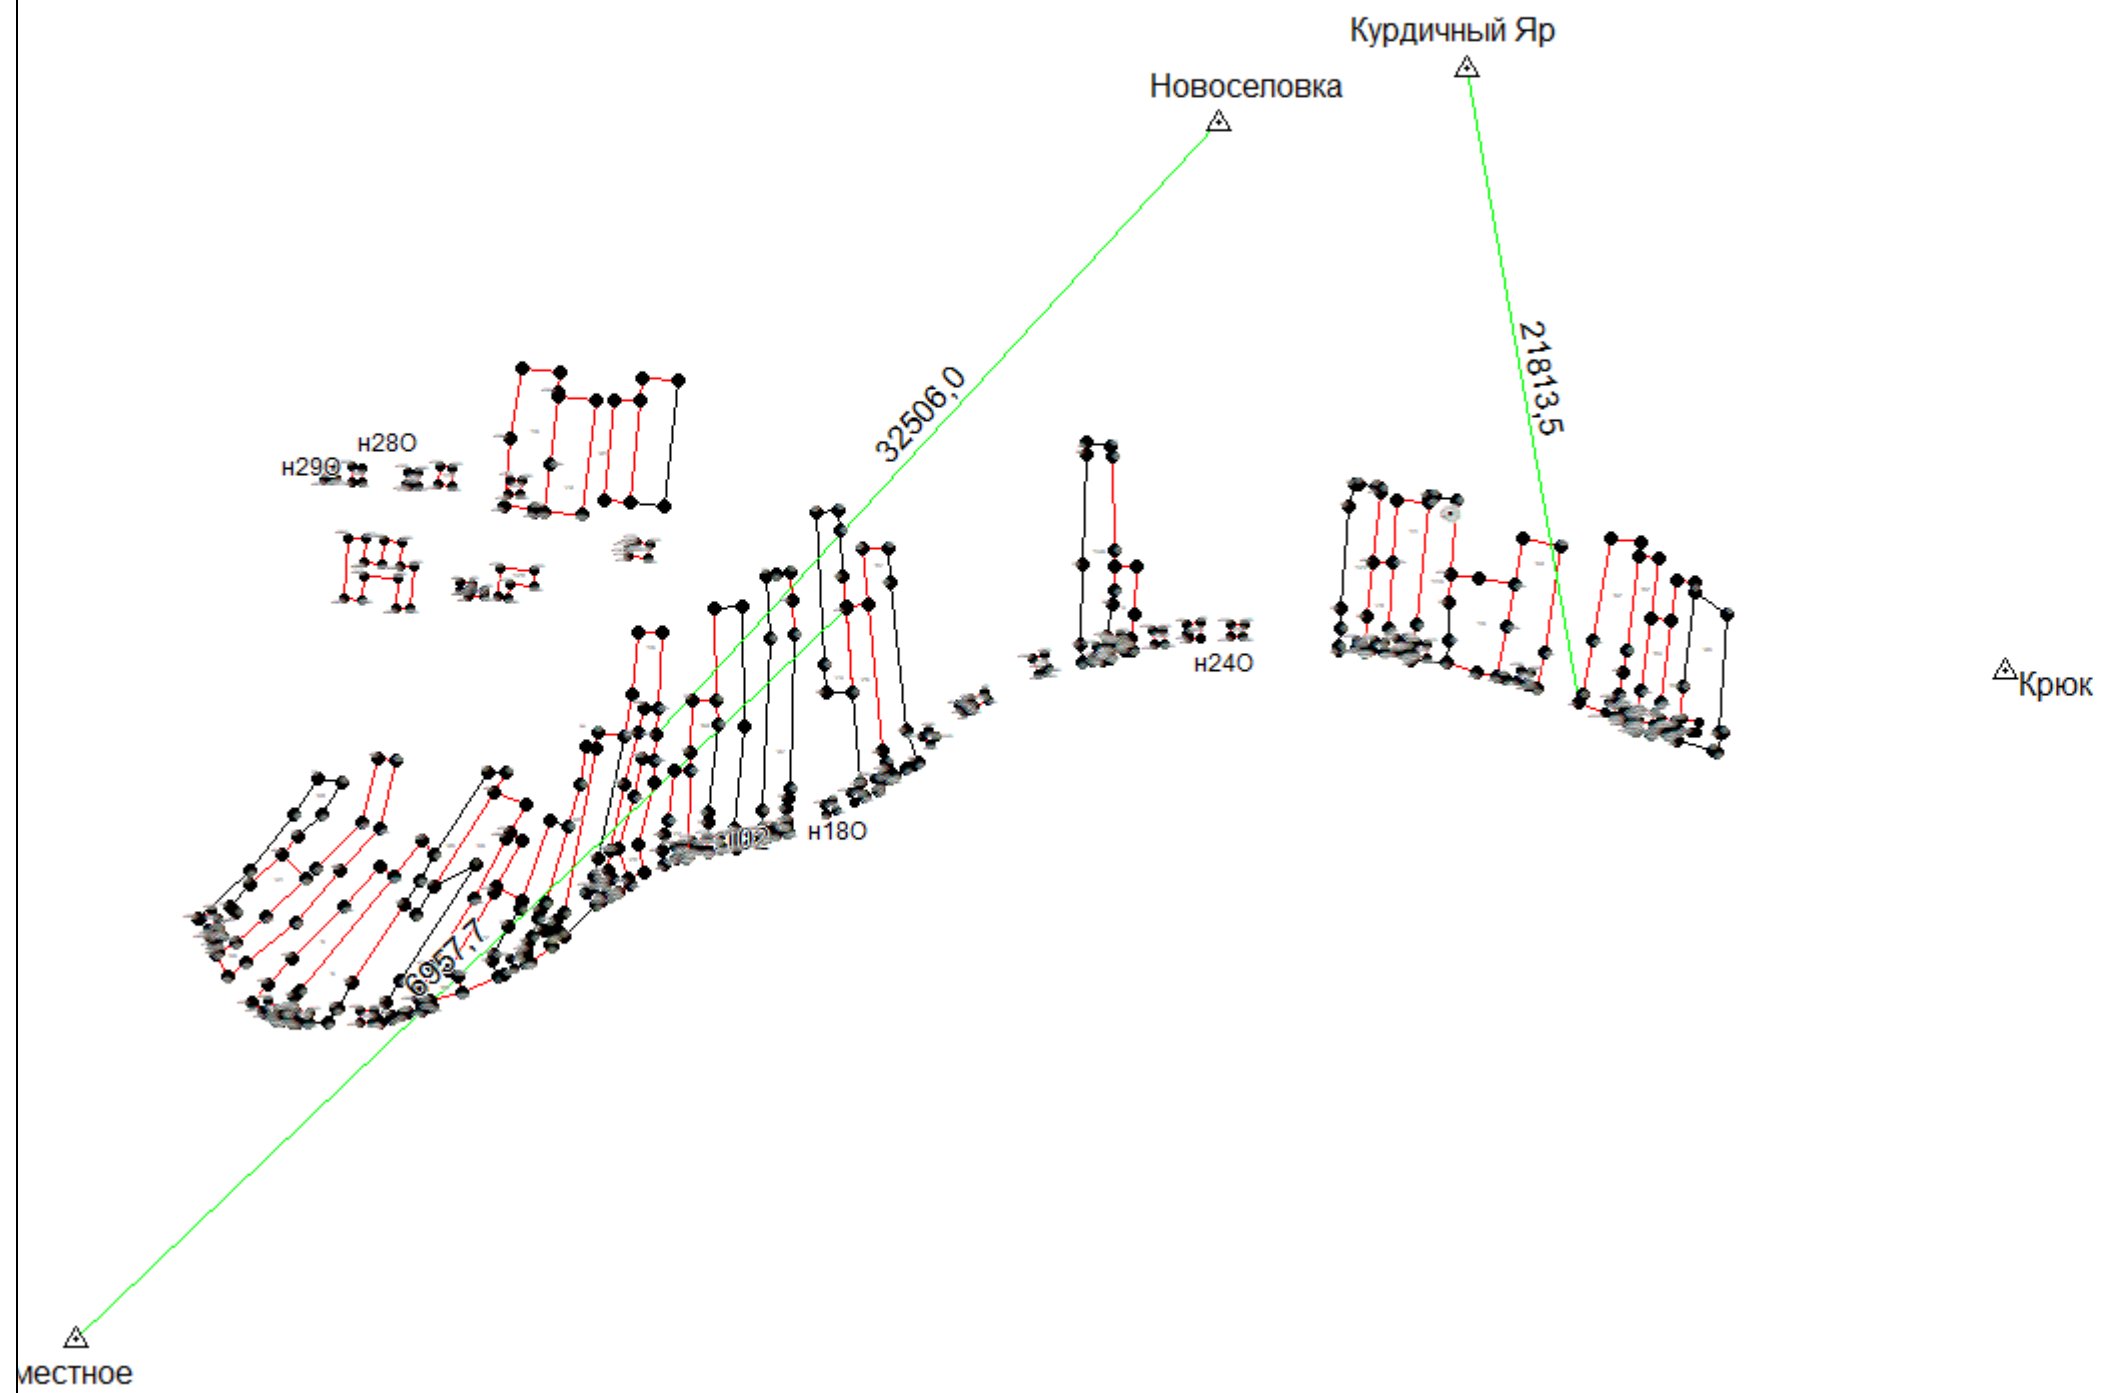 Курдичный Яр
Новоселовка
32506,0
21813,5
н28О
н29О
н24О
Крюк
н18О
6957,7
местное